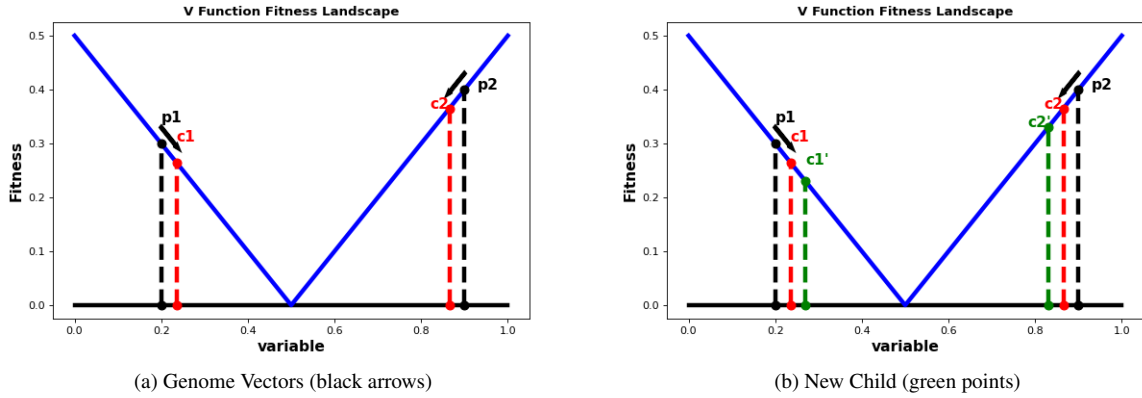 V Function Fitness Landscape
0.5
0.4
0.3
0.2
0.1
0.0
Fitness
p1
c1
c2
p2
0.0
0.2
0.4
0.6
0.8
1.0
variable
(a) Genome Vectors (black arrows)
V Function Fitness Landscape
0.5
0.4
0.3
0.2
0.1
0.0
Fitness
p1
c1
c1'
c2'
c2
p2
0.0
0.2
0.4
0.6
0.8
1.0
variable
(b) New Child (green points)